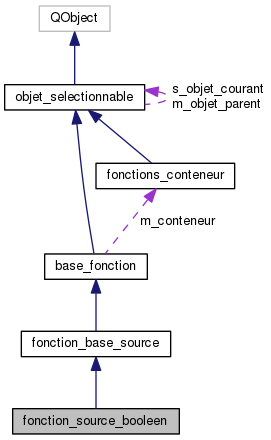 QObject
s_objet_courant
m_objet_parent
objet_selectionnable
fonctions_conteneur
m_conteneur
base_fonction
fonction_base_source
fonction_source_booleen